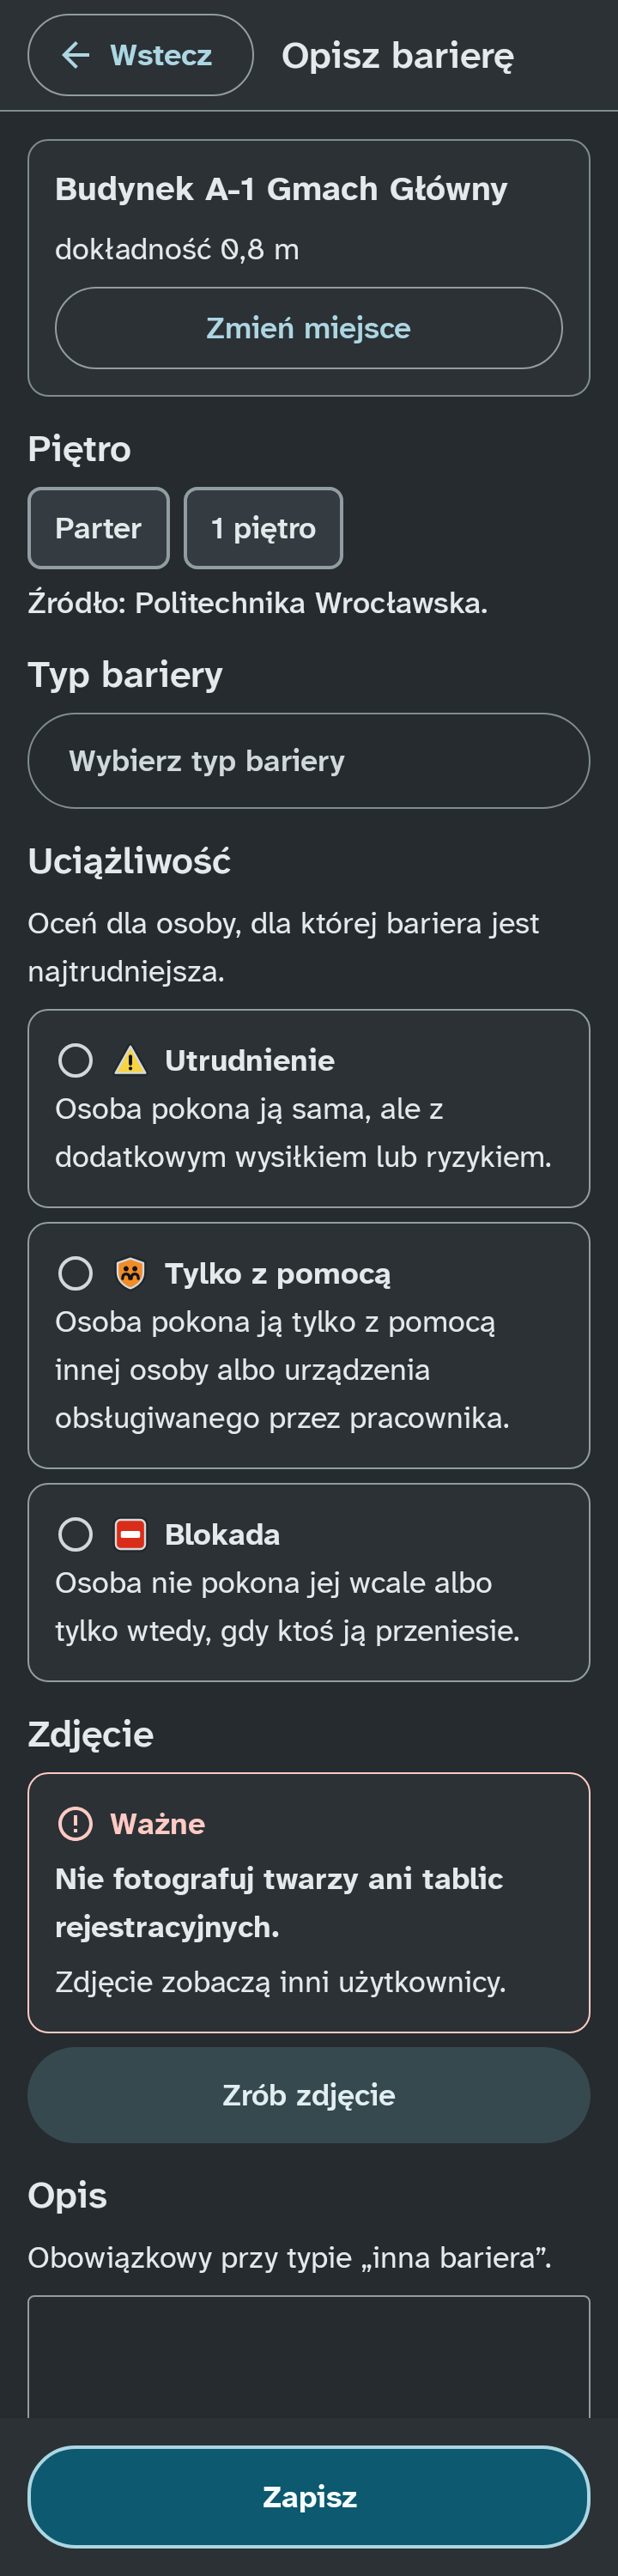 Wstecz
Opisz barierę
Budynek A-1 Gmach Główny
dokładność 0,8 m
Zmień miejsce
Piętro
Parter
1 piętro
Źródło: Politechnika Wrocławska.
Typ bariery
Wybierz typ bariery
Uciążliwość
Oceń dla osoby, dla której bariera jest
najtrudniejsza.
Utrudnienie
Osoba pokona ją sama, ale z
dodatkowym wysiłkiem lub ryzykiem.
Tylko z pomocą
Osoba pokona ją tylko z pomocą
innej osoby albo urządzenia
obsługiwanego przez pracownika.
Blokada
Osoba nie pokona jej wcale albo
tylko wtedy, gdy ktoś ją przeniesie.
Zdjęcie
Ważne
Nie fotografuj twarzy ani tablic
rejestracyjnych.
Zdjęcie zobaczą inni użytkownicy.
Zrób zdjęcie
Opis
Obowiązkowy przy typie „inna bariera”.
Zapisz